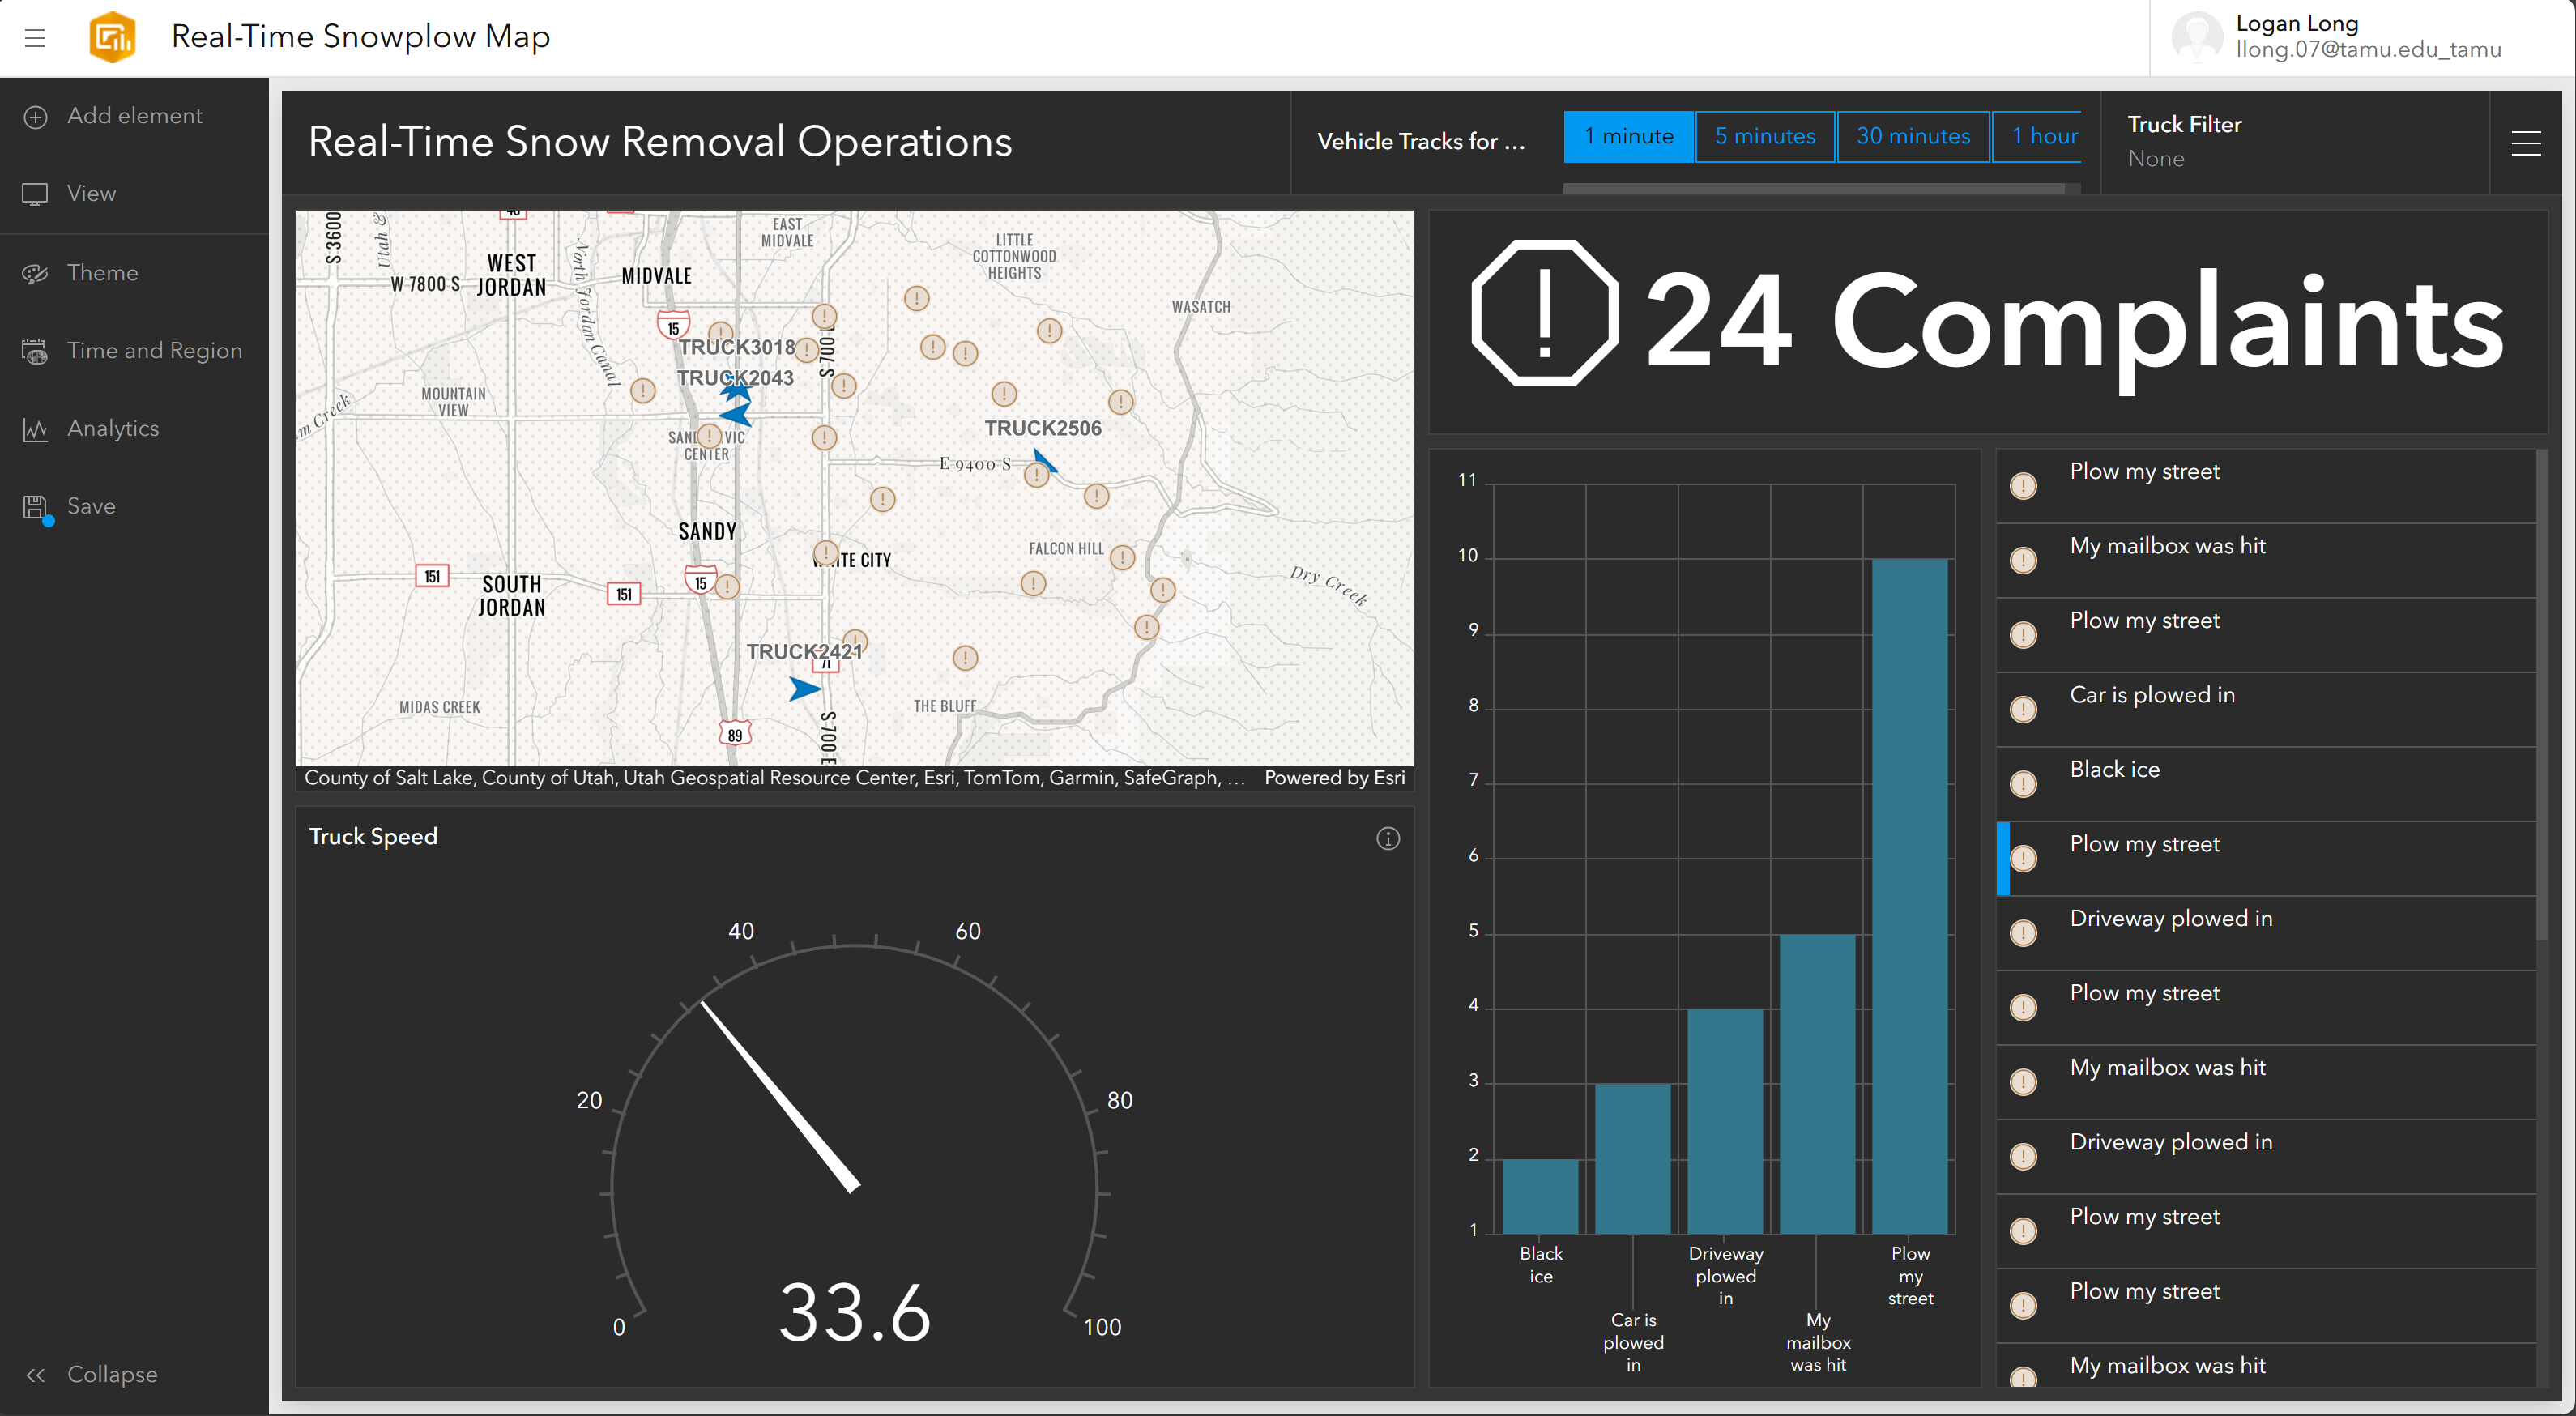 Real-Time Snowplow Map
Logan Long
llong.07@tamu.edu_tamu
Add element
View
Theme
Time and Region
Analytics
Save
Collapse
Real-Time Snow Removal Operations
Vehicle Tracks for ...
1 minute
5 minutes
30 minutes
1 hour
Truck Filter
None
S 3600
Utah &
North Jordan Canal
EAST
MIDVALE
LITTLE
COTTONWOOD
HEIGHTS
WEST
JORDAN
W 7800 S
MIDVALE
WASATCH
15
TRUCK3018
S 700
TRUCK2043
MOUNTAIN
VIEW
m Creek
CENTER
TRUCK2506
E 9400 S
SANDY
FALCON HILL
TE CITY
151
SOUTH
JORDAN
151
15
Dry Creek
TRUCK2421
71
MIDAS CREEK
THE BLUFF
S 700 E
89
County of Salt Lake, County of Utah, Utah Geospatial Resource Center, Esri, TomTom, Garmin, SafeGraph, ...
Powered by Esri
24 Complaints
Truck Speed
0
20
40
60
80
100
33.6
11
10
9
8
7
6
5
4
3
2
1
Black
ice
Car is
plowed
in
Driveway
plowed
in
My
mailbox
was hit
Plow
my
street
Plow my street
My mailbox was hit
Plow my street
Car is plowed in
Black ice
Plow my street
Driveway plowed in
Plow my street
My mailbox was hit
Driveway plowed in
Plow my street
Plow my street
My mailbox was hit